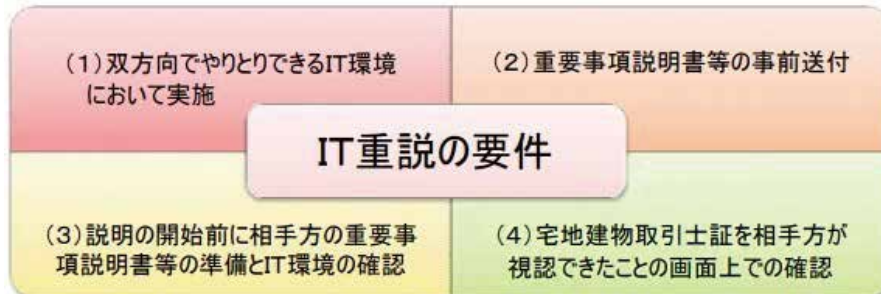 (1)双方向でやりとりできるIT環境
において実施
(2)重要事項説明書等の事前送付
IT重説の要件
(3)説明の開始前に相手方の重要事
項説明書等の準備とIT環境の確認
(4)宅地建物取引士証を相手方が
視認できたことの画面上での確認